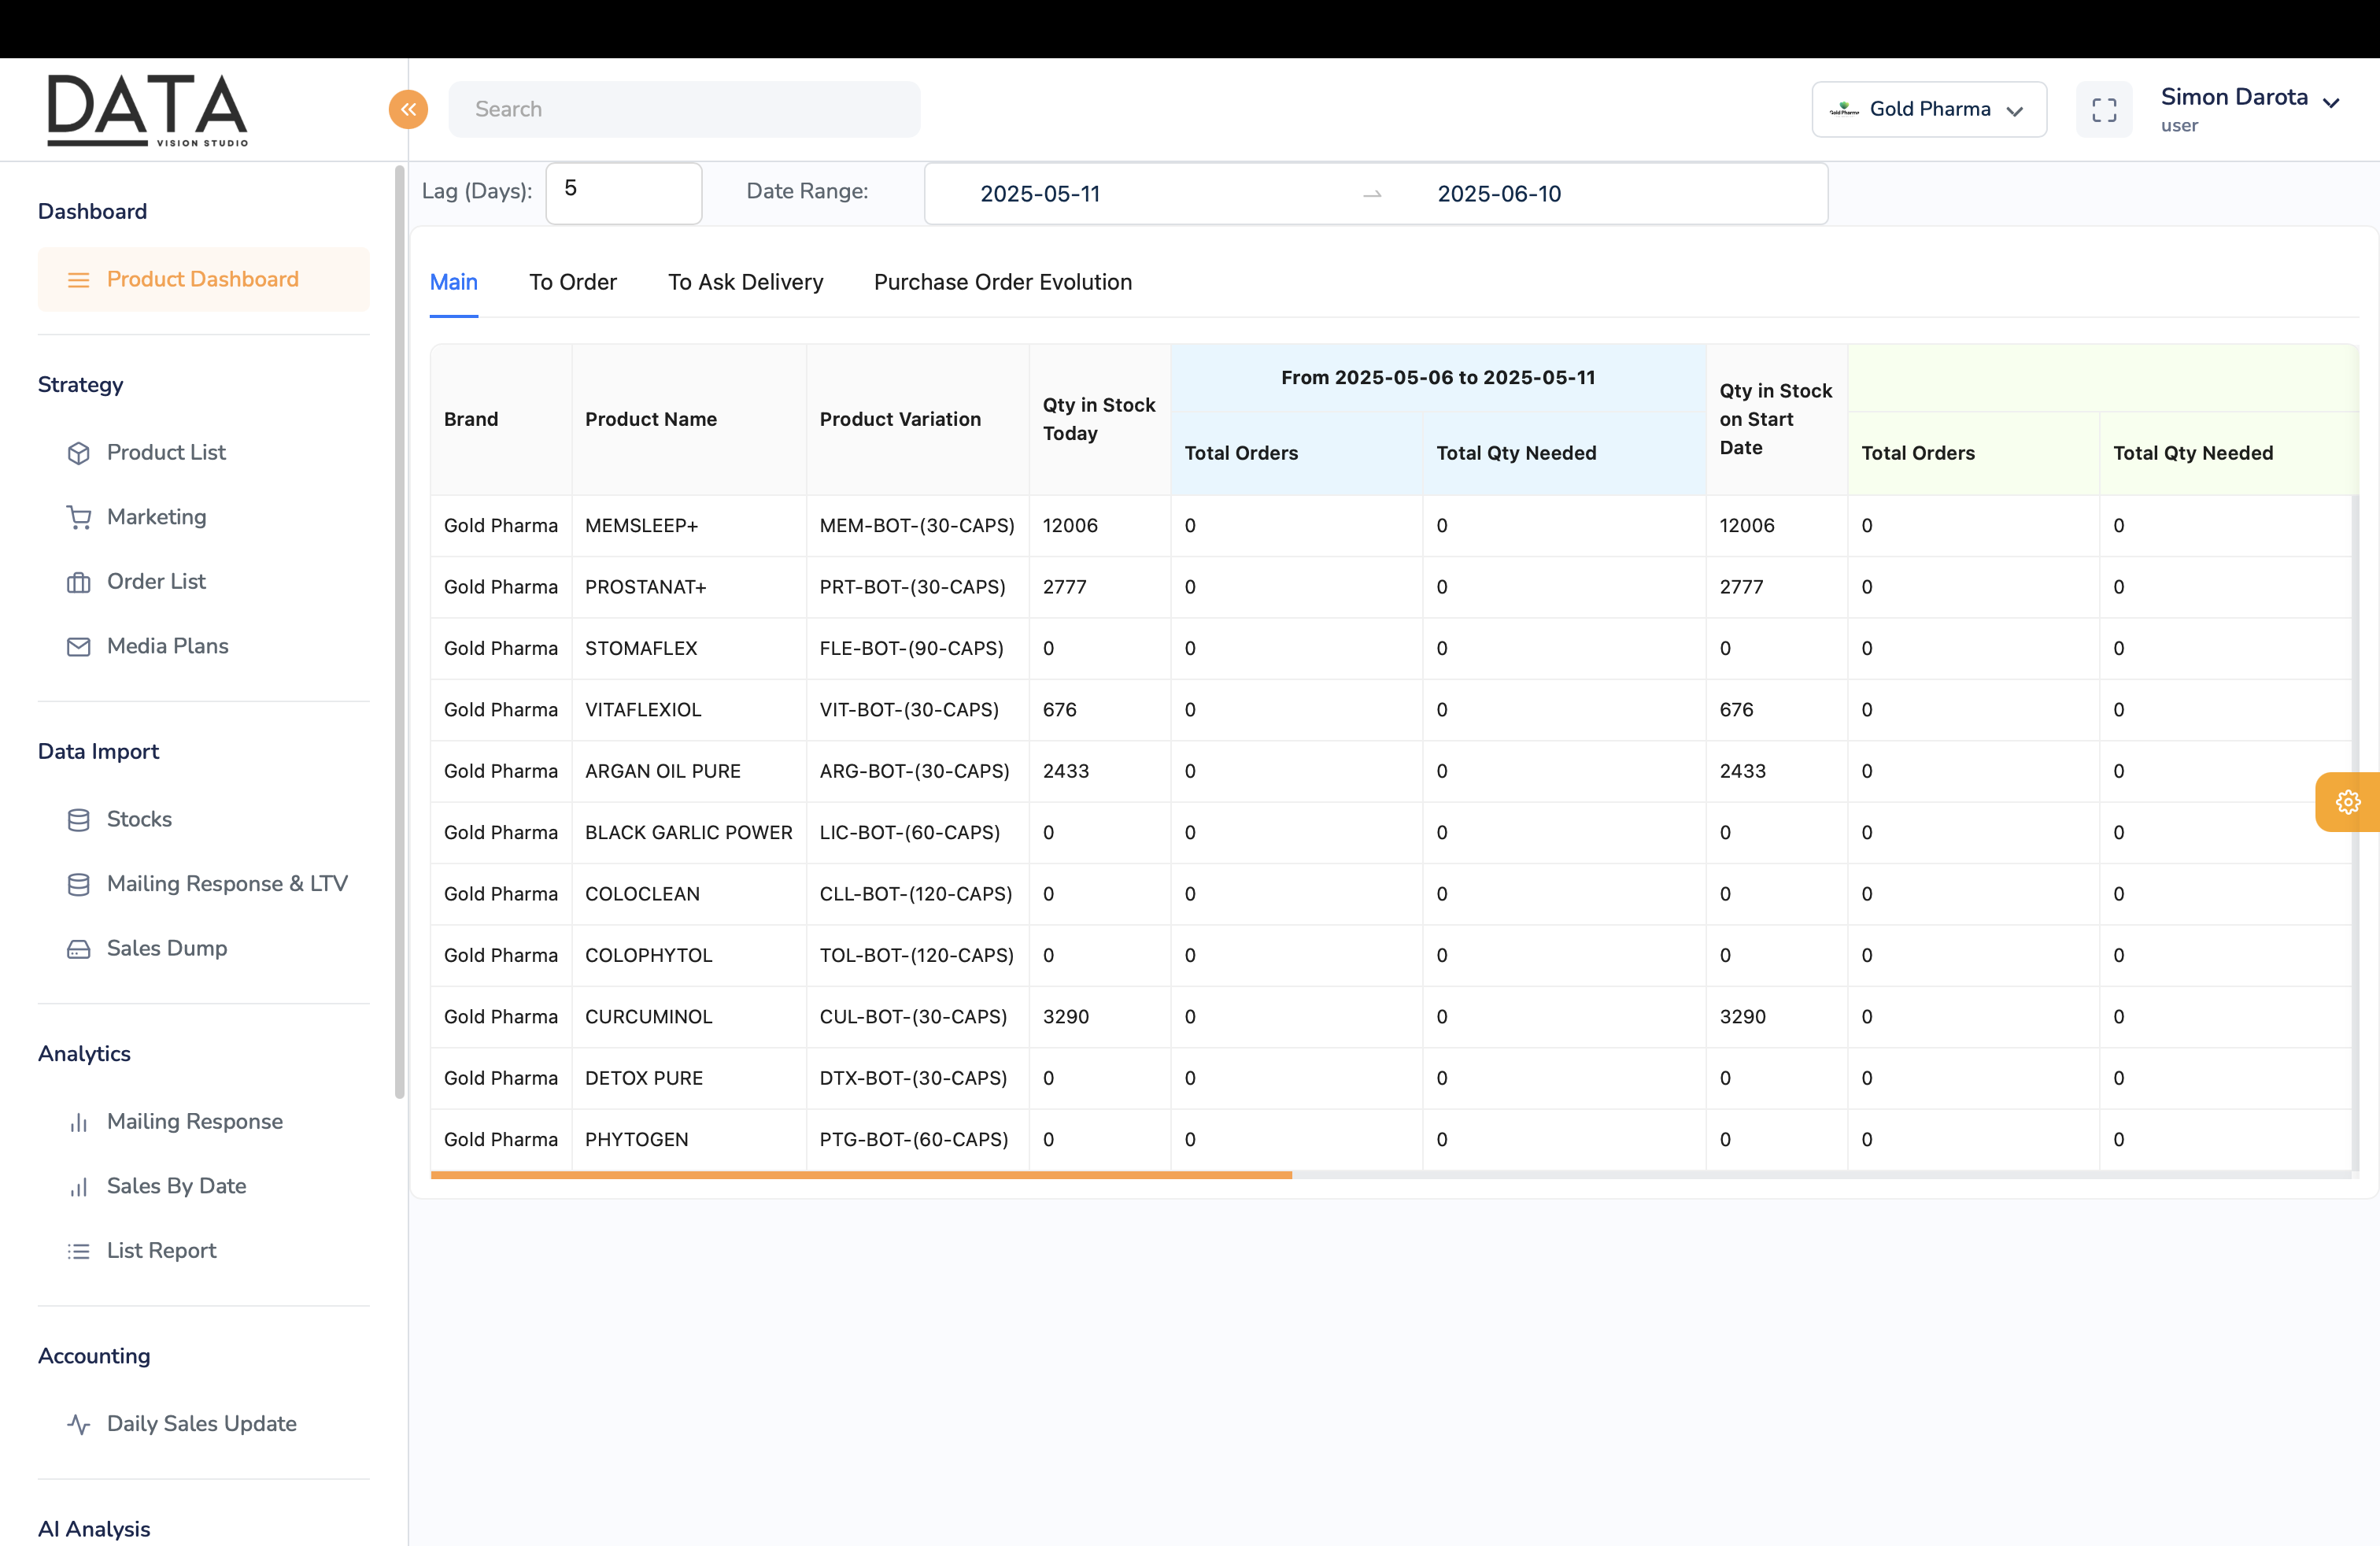 DATA
VISION STUDIO
Search
Gold Pharma
Simon Darota
user
Dashboard
Product Dashboard
Strategy
Product List
Marketing
Order List
Media Plans
Data Import
Stocks
Mailing Response & LTV
Sales Dump
Analytics
Mailing Response
Sales By Date
List Report
Accounting
Daily Sales Update
AI Analysis
Lag (Days): 5 Date Range: 2025-05-11 → 2025-06-10
Main To Order To Ask Delivery Purchase Order Evolution
Brand Product Name Product Variation Qty in Stock Today From 2025-05-06 to 2025-05-11 Qty in Stock on Start Date
Total Orders Total Qty Needed Total Orders Total Qty Needed
Gold Pharma MEMSLEEP+ MEM-BOT-(30-CAPS) 12006 0 0 12006 0 0
Gold Pharma PROSTANAT+ PRT-BOT-(30-CAPS) 2777 0 0 2777 0 0
Gold Pharma STOMAFLEX FLE-BOT-(90-CAPS) 0 0 0 0 0 0
Gold Pharma VITAFLEXIOL VIT-BOT-(30-CAPS) 676 0 0 676 0 0
Gold Pharma ARGAN OIL PURE ARG-BOT-(30-CAPS) 2433 0 0 2433 0 0
Gold Pharma BLACK GARLIC POWER LIC-BOT-(60-CAPS) 0 0 0 0 0 0
Gold Pharma COLOCLEAN CLL-BOT-(120-CAPS) 0 0 0 0 0 0
Gold Pharma COLOPHYTOL TOL-BOT-(120-CAPS) 0 0 0 0 0 0
Gold Pharma CURCUMINOL CUL-BOT-(30-CAPS) 3290 0 0 3290 0 0
Gold Pharma DETOX PURE DTX-BOT-(30-CAPS) 0 0 0 0 0 0
Gold Pharma PHYTOGEN PTG-BOT-(60-CAPS) 0 0 0 0 0 0